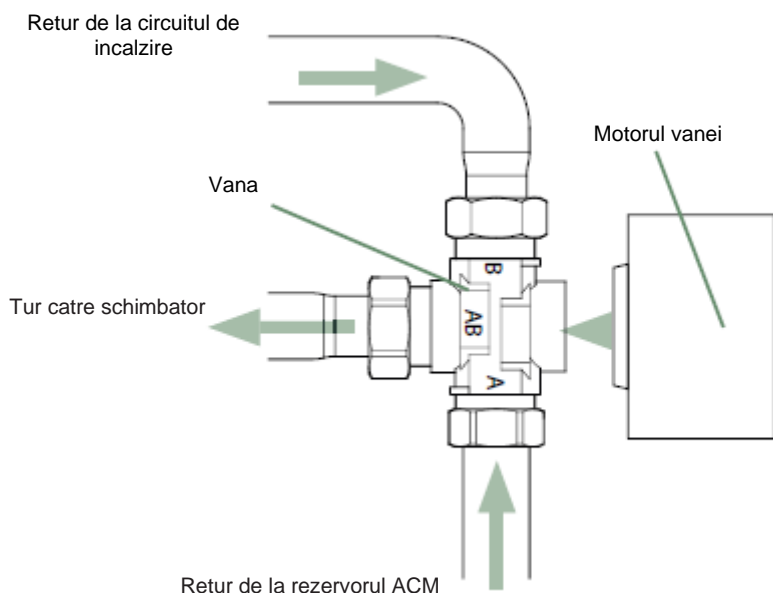 Retur de la circuitul de
incalzire
Motorul vanei
Vana
B
Tur catre schimbator
AB
A
Retur de la rezervorul ACM